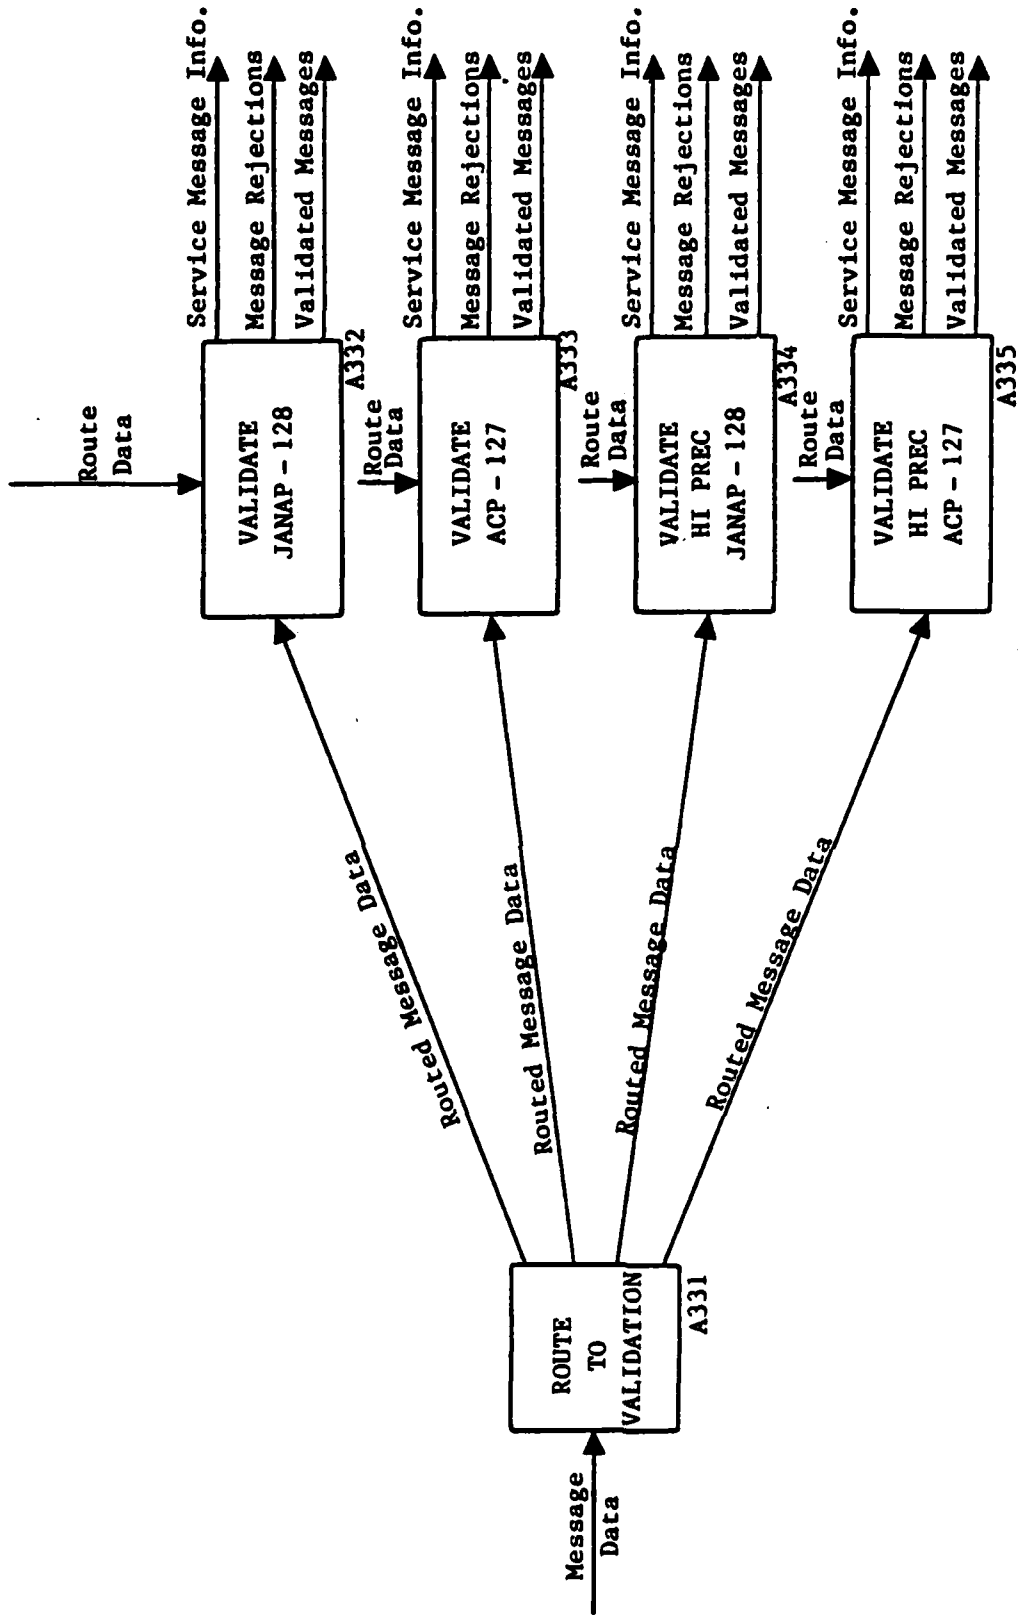 Message
Data
ROUTE
TO
VALIDATION
A331
Routed Message Data
Routed Message Data
Routed Message Data
Routed Message Data
Route
Data
VALIDATE
JANAP-128
A332
Service Message Info.
Message Rejections
Validated Messages
Route
Data
VALIDATE
ACP-127
A333
Service Message Info.
Message Rejections
Validated Messages
Route
Data
VALIDATE
HI PREC
JANAP-128
A334
Service Message Info.
Message Rejections
Validated Messages
Route
Data
VALIDATE
HI PREC
ACP-127
A335
Service Message Info.
Message Rejections
Validated Messages